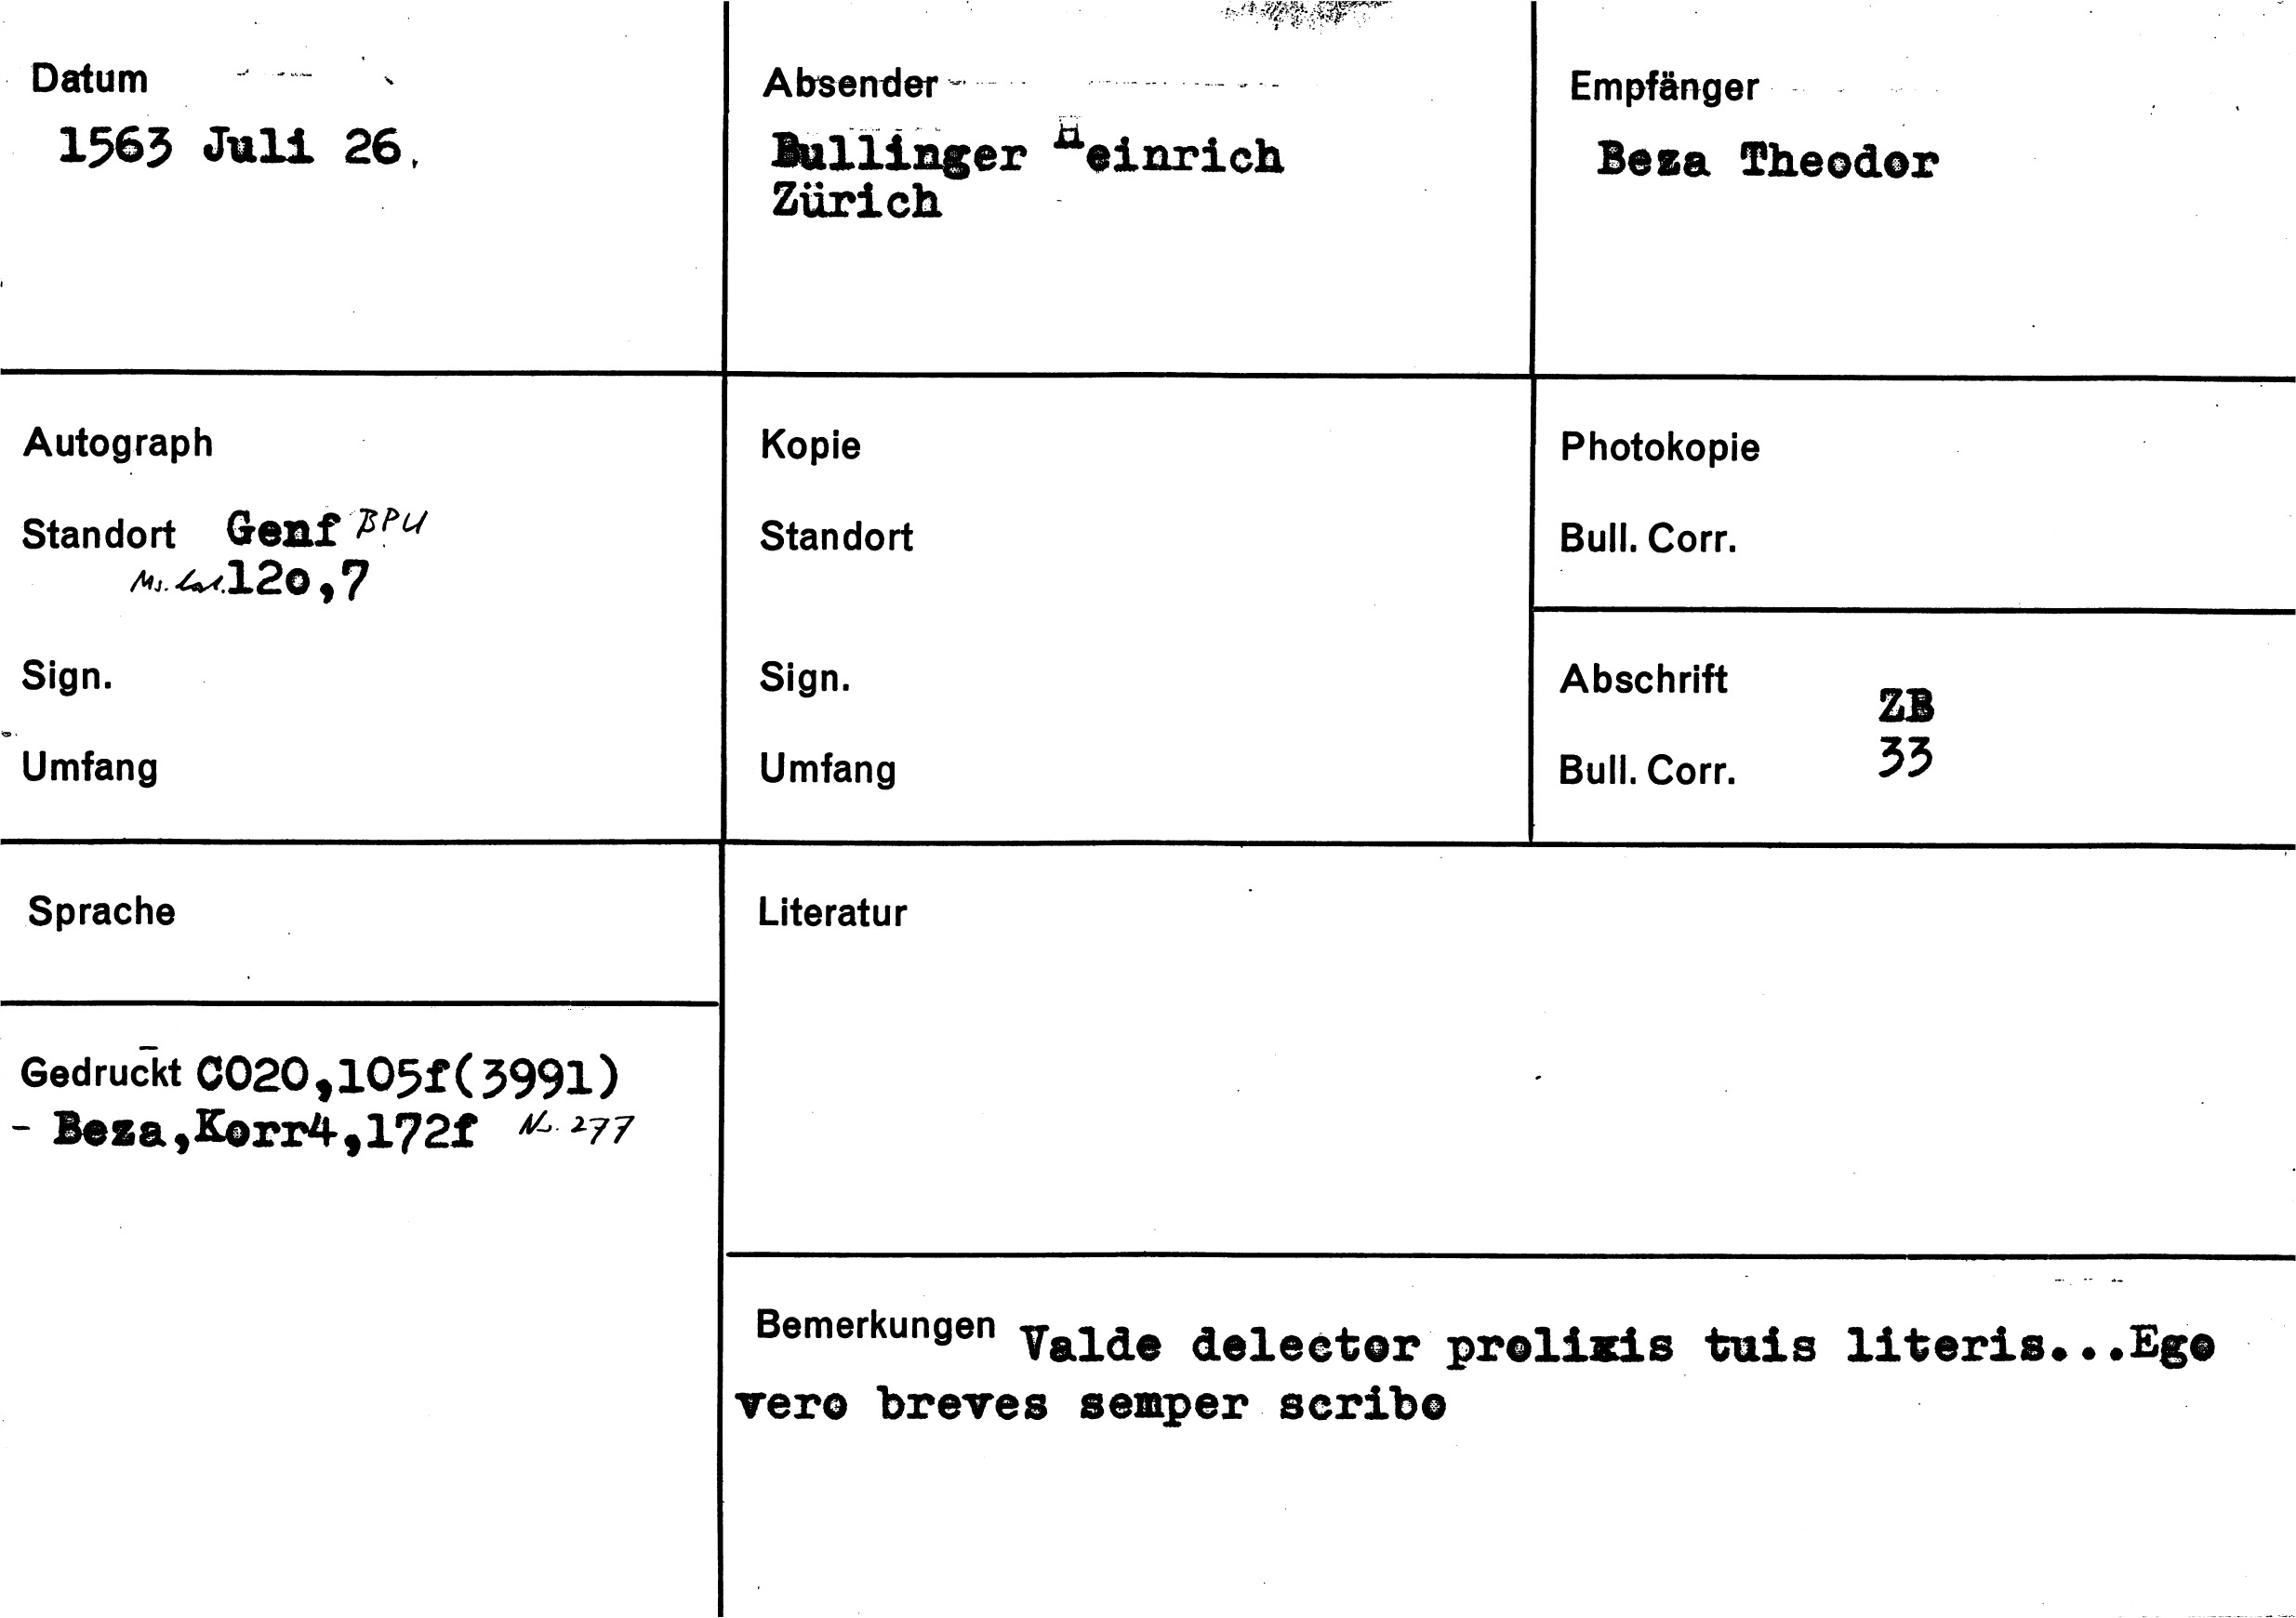 Datum
1563 Juli 26.
Absender
Bullinger Heinrich
Zürich
Empfänger
Beza Theodor
Autograph
Standort Genf BPU
Ms. lat. 120,7
Sign.
Umfang
Kopie
Standort
Sign.
Umfang
Photokopie
Bull. Corr.
Abschrift
ZB
Bull. Corr. 33
Sprache
Literatur
Gedruckt CO20,105f(3991)
- Beza,Korr4,172f No. 277
Bemerkungen Valde delector prolixis tuis literis...Ego
vero breves semper scribo